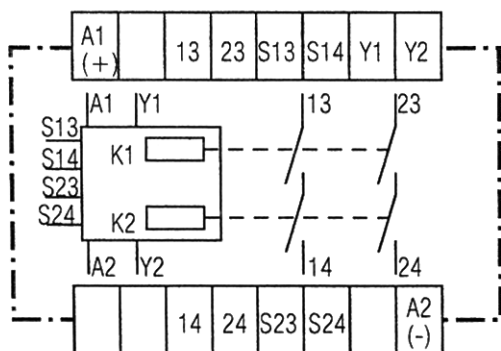 A1 (+) 13 23 S13 S14 Y1 Y2
A1 Y1 13 23
S13
S14
S23
S24
K1
K2
A2 Y2 14 24
14 24 S23 S24 A2 (-)